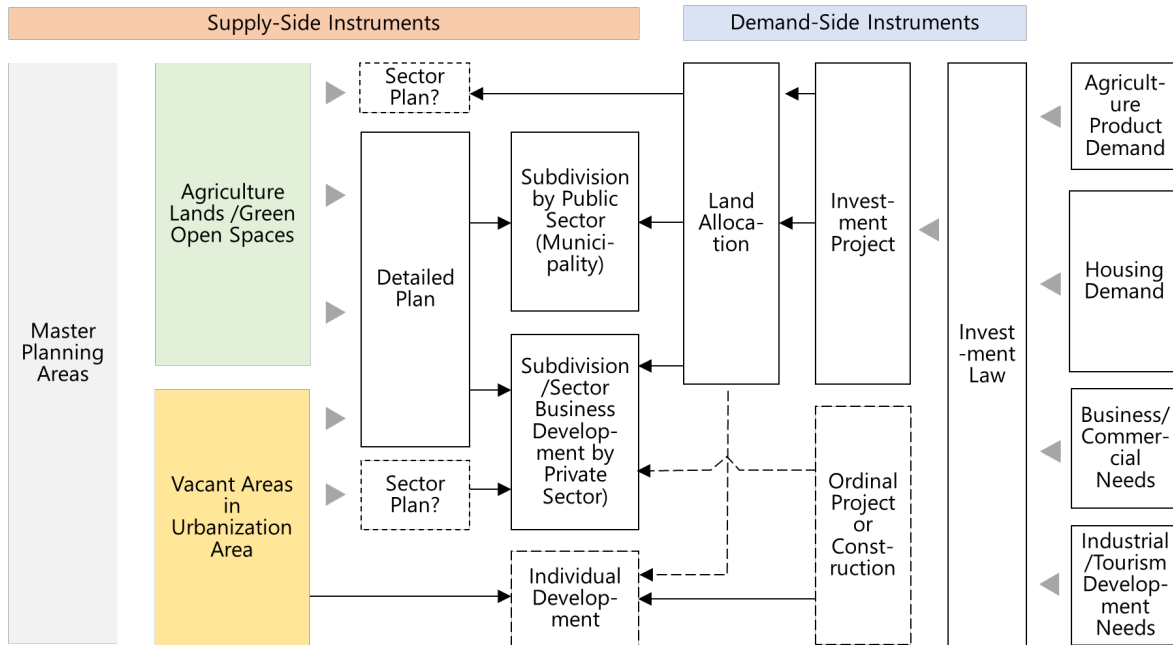 Supply-Side Instruments
Demand-Side Instruments
Master
Planning
Areas
Agriculture
Lands /Green
Open Spaces
Vacant Areas
in
Urbanization
Area
Sector
Plan?
Detailed
Plan
Sector
Plan?
Subdivision
by Public
Sector
(Munici-
pality)
Subdivision
/Sector
Business
Develop-
ment by
Private
Sector)
Individual
Develop-
ment
Land
Alloca-
tion
Invest-
ment
Project
Ordinal
Project
or
Const-
ruction
Invest
-ment
Law
Agricult-
ure
Product
Demand
Housing
Demand
Business/
Commer-
cial
Needs
Industrial
/Tourism
Develop-
ment
Needs